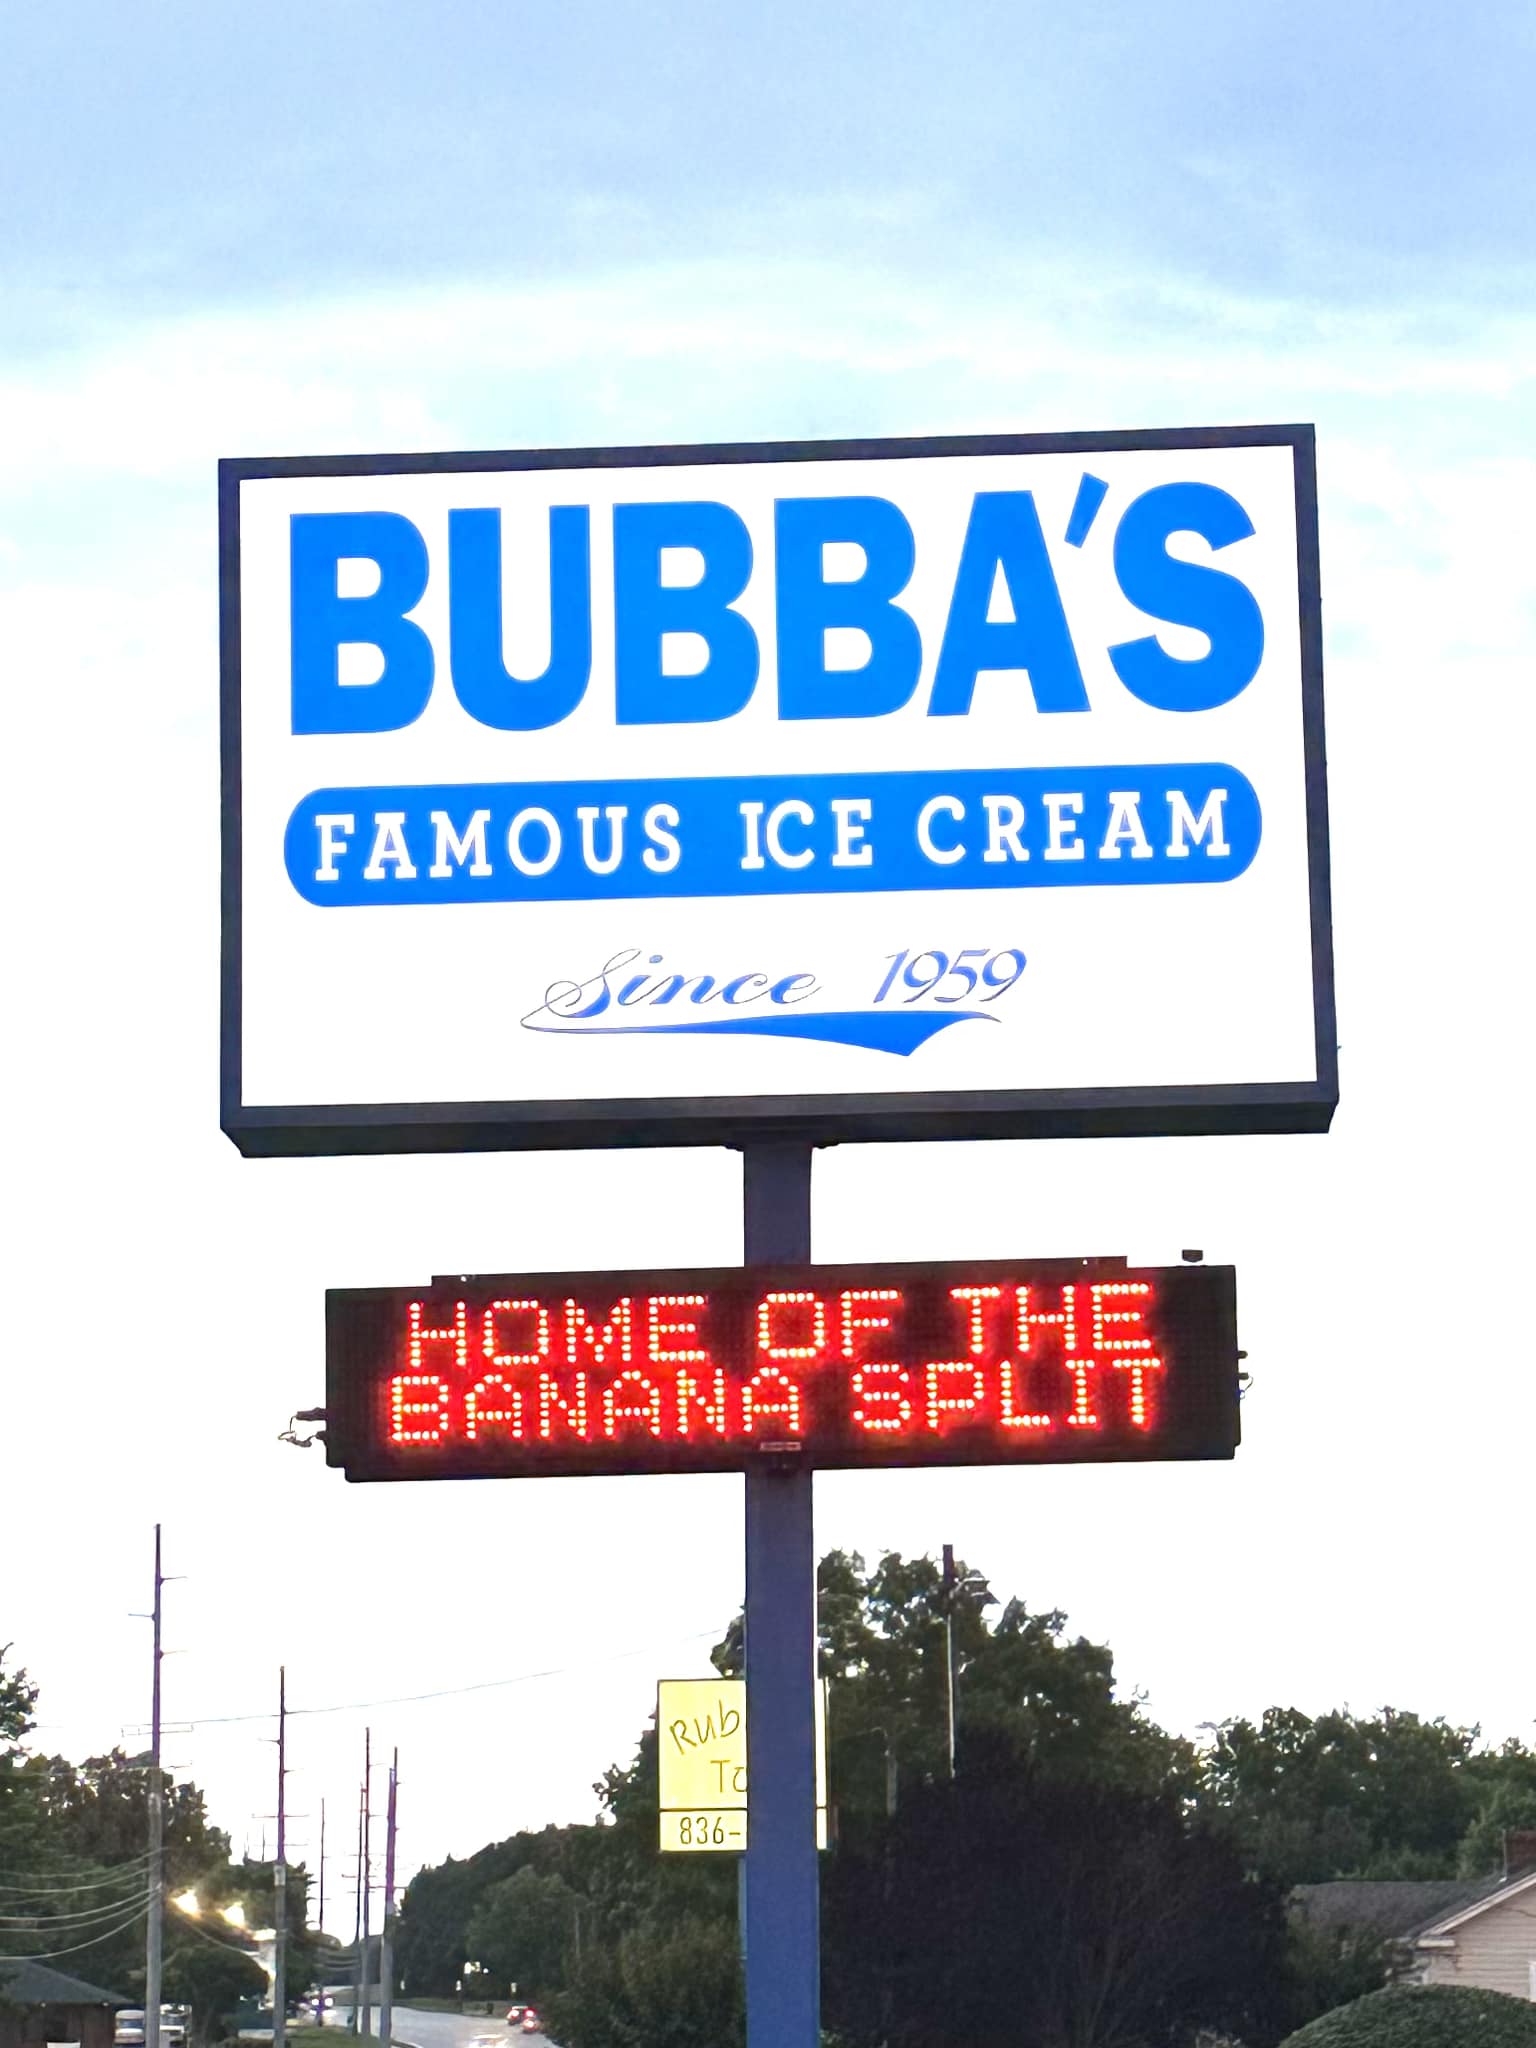 BUBBA'S
FAMOUS ICE CREAM
Since 1959
HOME OF THE
BANANA SPLIT
836-